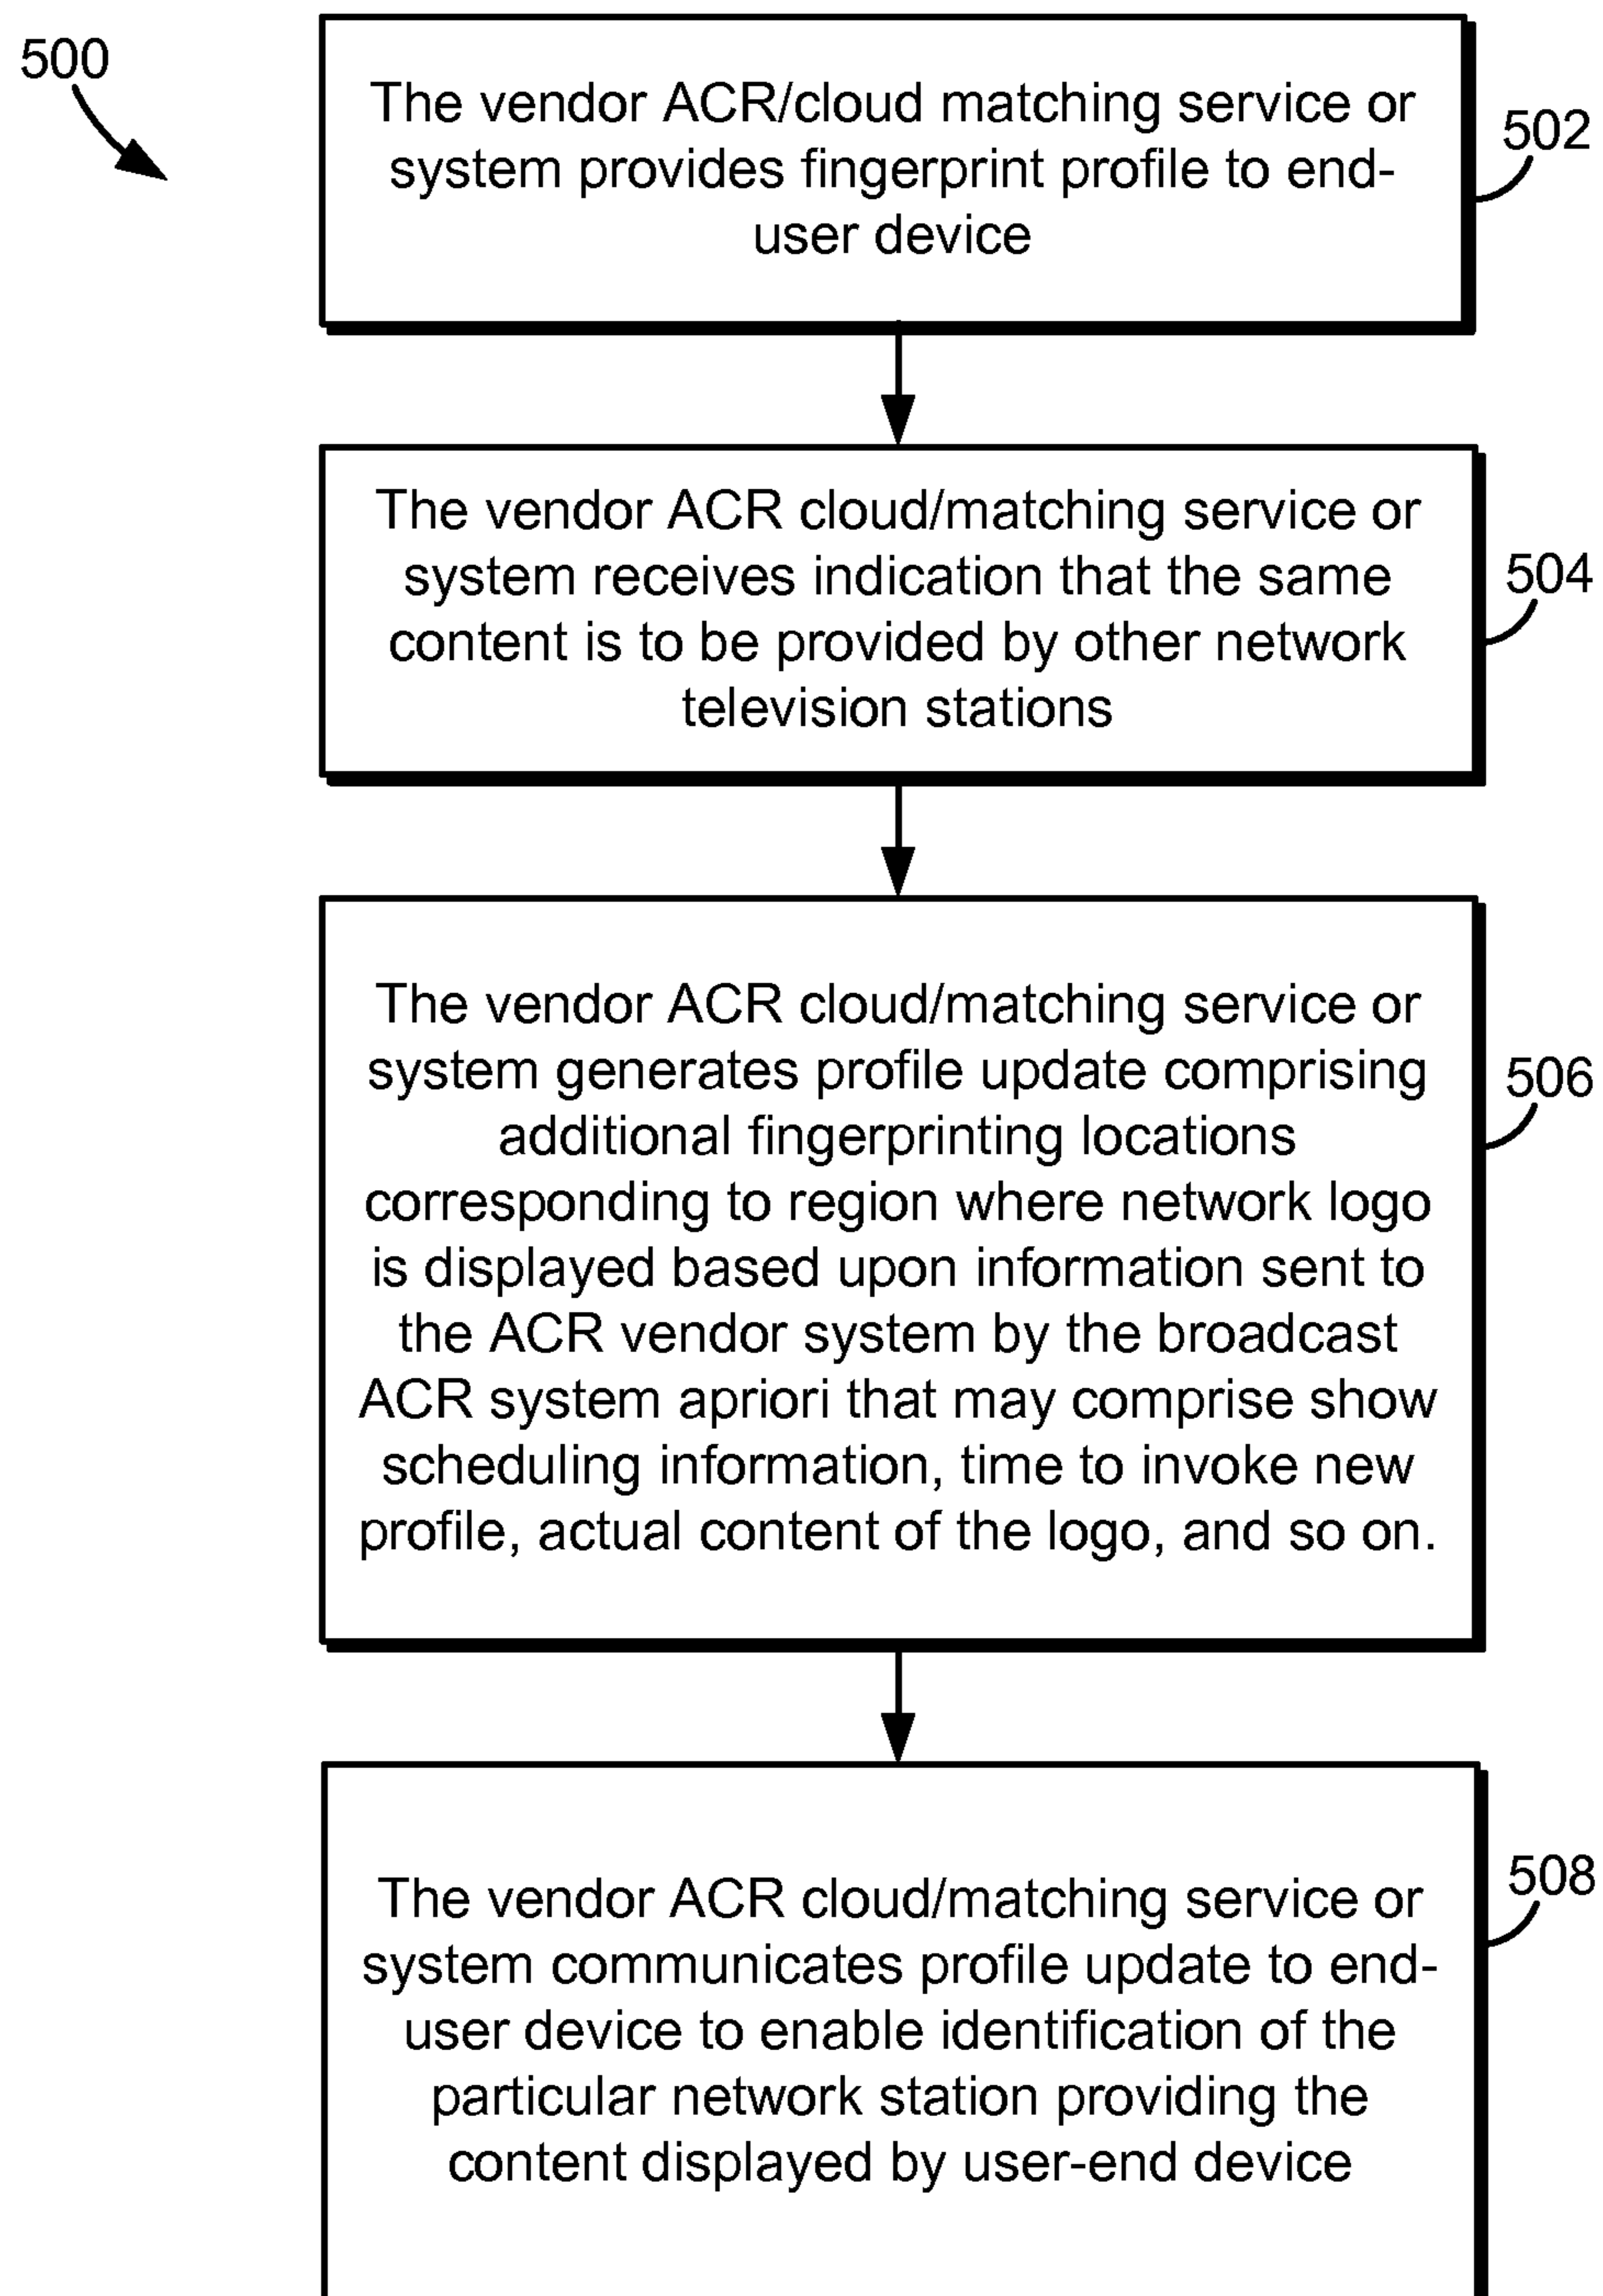 500
The vendor ACR/cloud matching service or
system provides fingerprint profile to end-
user device
502
The vendor ACR cloud/matching service or
system receives indication that the same
content is to be provided by other network
television stations
504
The vendor ACR cloud/matching service or
system generates profile update comprising
additional fingerprinting locations
corresponding to region where network logo
is displayed based upon information sent to
the ACR vendor system by the broadcast
ACR system apriori that may comprise show
scheduling information, time to invoke new
profile, actual content of the logo, and so on.
506
The vendor ACR cloud/matching service or
system communicates profile update to end-
user device to enable identification of the
particular network station providing the
content displayed by user-end device
508